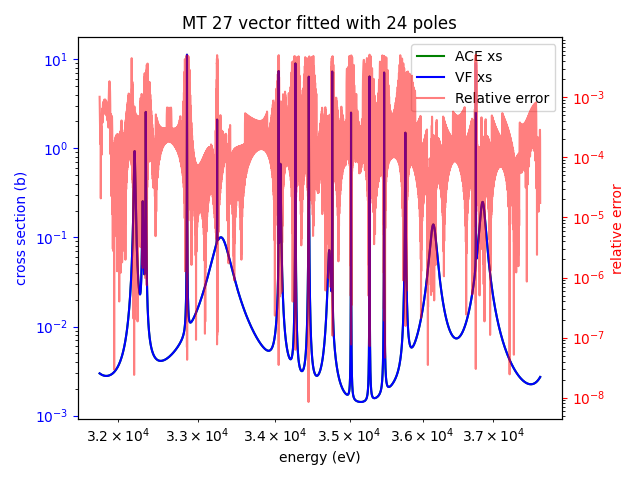 MT 27 vector fitted with 24 poles
ACE xs
VF xs
Relative error
10¹
10⁰
10⁻¹
10⁻²
10⁻³
cross section (b)
10⁻³
10⁻⁴
10⁻⁵
10⁻⁶
10⁻⁷
10⁻⁸
relative error
3.2 × 10⁴ 3.3 × 10⁴ 3.4 × 10⁴ 3.5 × 10⁴ 3.6 × 10⁴ 3.7 × 10⁴
energy (eV)